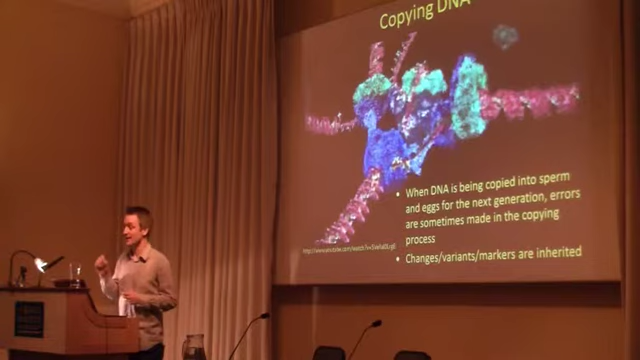 Copying DNA
• When DNA is being copied into sperm
and eggs for the next generation, errors
are sometimes made in the copying
process
• Changes/variants/markers are inherited